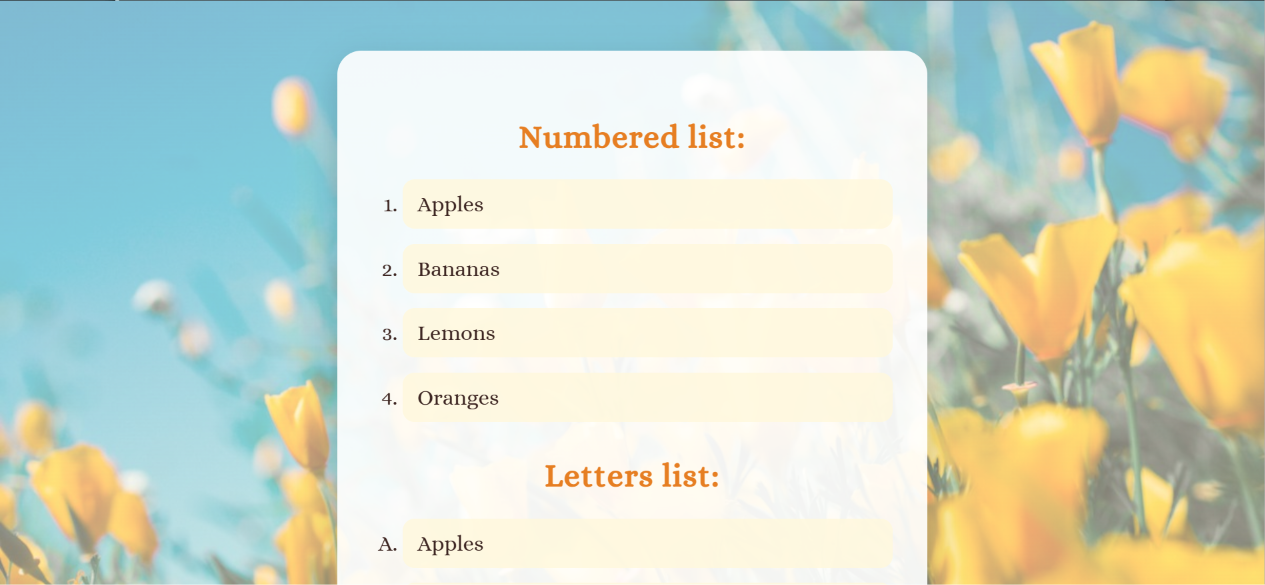 Numbered list:
1. Apples
2. Bananas
3. Lemons
4. Oranges
Letters list:
A. Apples